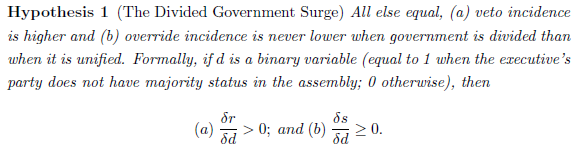 Hypothesis 1 (The Divided Government Surge) All else equal, (a) veto incidence
is higher and (b) override incidence is never lower when government is divided than
when it is unified. Formally, if d is a binary variable (equal to 1 when the executive's
party does not have majority status in the assembly; 0 otherwise), then
(a) δr/δd > 0; and (b) δs/δd ≥ 0.